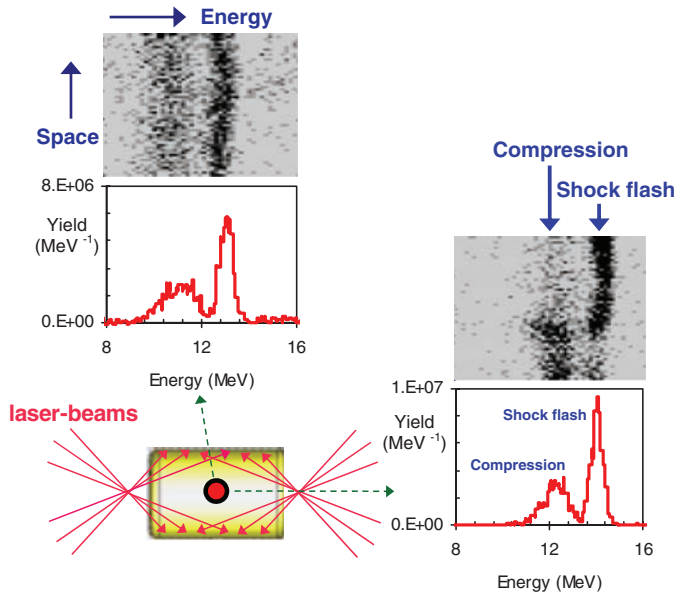 Energy
Space
8.E+06
Yield
(MeV⁻¹)
0.E+00
8 12 16
Energy (MeV)
Compression
Shock flash
laser-beams
1.0E+07
Yield
(MeV⁻¹)
Shock flash
Compression
0.E+00
8 12 16
Energy (MeV)